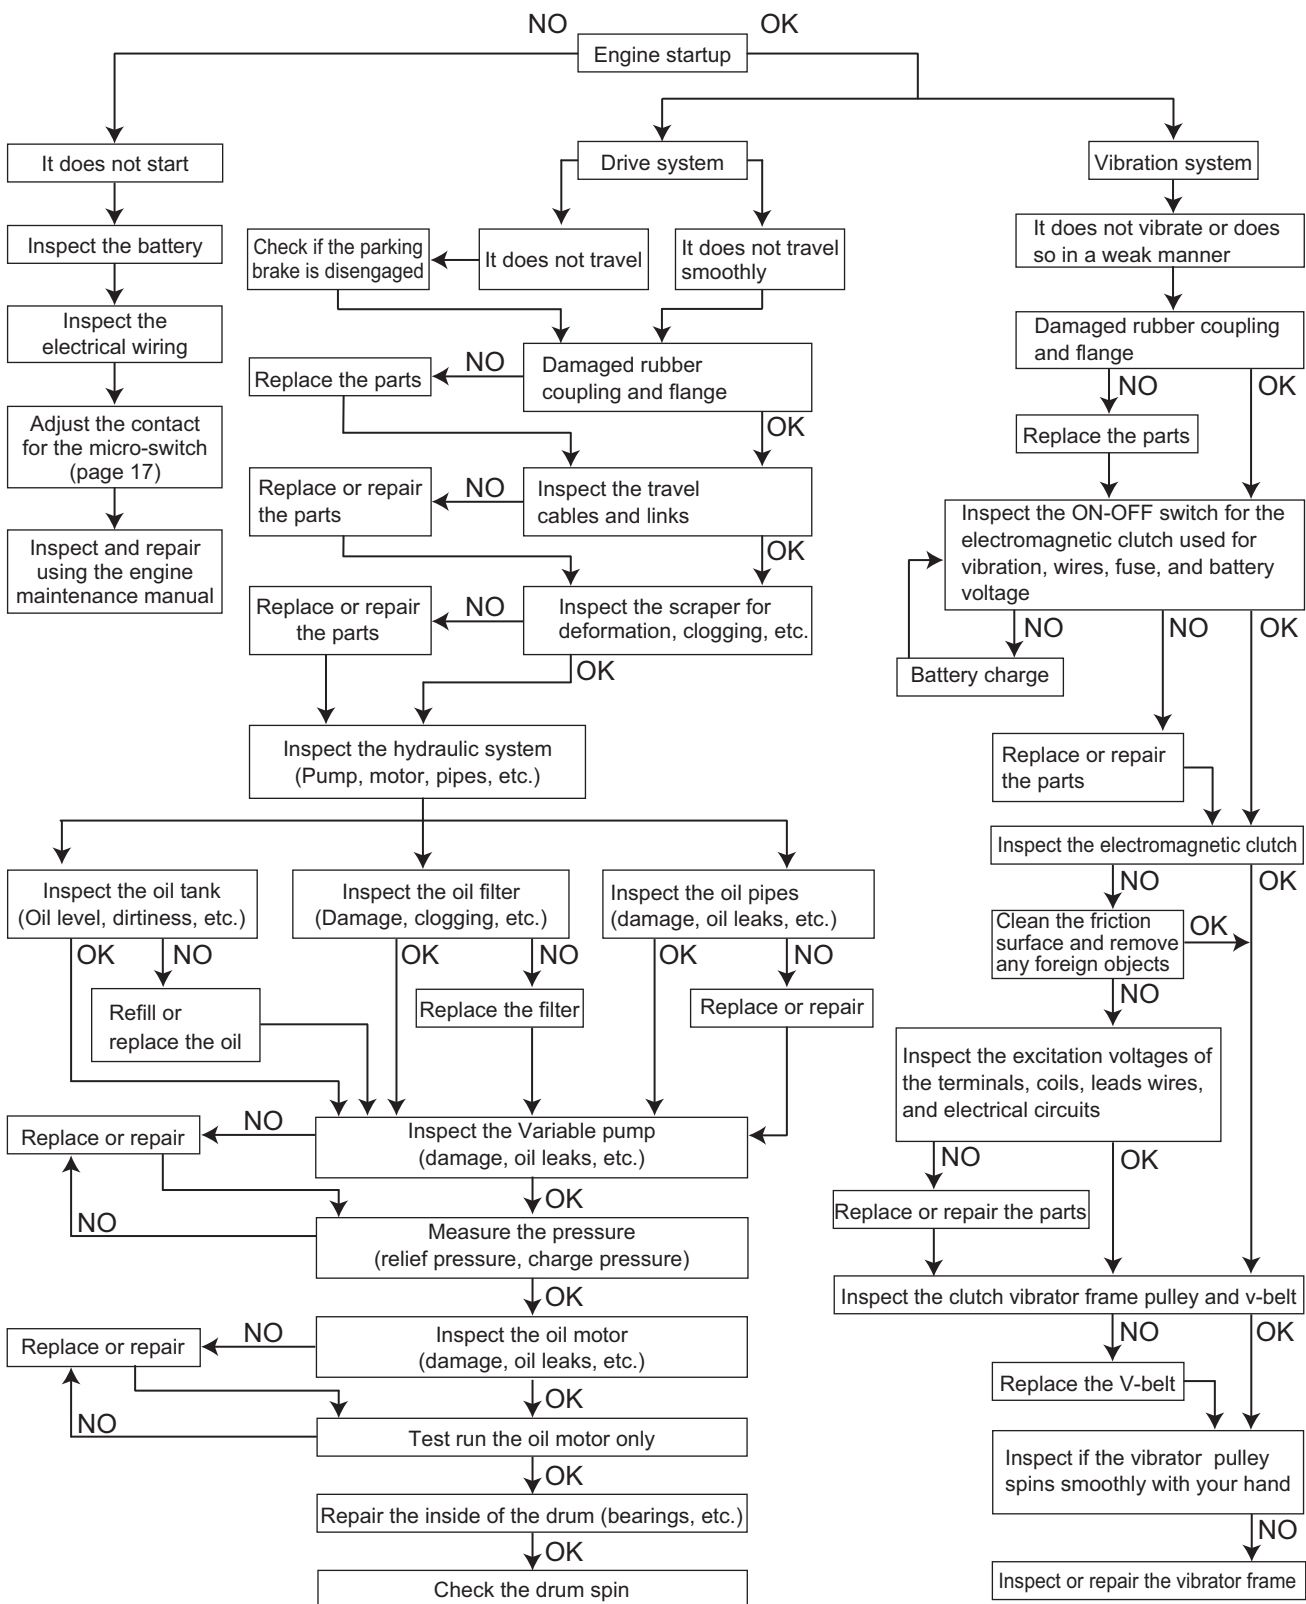 NO
OK
Engine startup
It does not start
Inspect the battery
Inspect the
electrical wiring
Adjust the contact
for the micro-switch
(page 17)
Inspect and repair
using the engine
maintenance manual
Drive system
Check if the parking
brake is disengaged
It does not travel
It does not travel
smoothly
Replace the parts
NO
Damaged rubber
coupling and flange
OK
Replace or repair
the parts
NO
Inspect the travel
cables and links
OK
Replace or repair
the parts
NO
Inspect the scraper for
deformation, clogging, etc.
OK
Inspect the hydraulic system
(Pump, motor, pipes, etc.)
Inspect the oil tank
(Oil level, dirtiness, etc.)
OK
NO
Refill or
replace the oil
Inspect the oil filter
(Damage, clogging, etc.)
OK
NO
Replace the filter
Inspect the oil pipes
(damage, oil leaks, etc.)
OK
NO
Replace or repair
Replace or repair
NO
Inspect the Variable pump
(damage, oil leaks, etc.)
OK
NO
Measure the pressure
(relief pressure, charge pressure)
OK
Replace or repair
NO
Inspect the oil motor
(damage, oil leaks, etc.)
OK
NO
Test run the oil motor only
OK
Repair the inside of the drum (bearings, etc.)
OK
Check the drum spin
Vibration system
It does not vibrate or does
so in a weak manner
Damaged rubber coupling
and flange
NO
OK
Replace the parts
Inspect the ON-OFF switch for the
electromagnetic clutch used for
vibration, wires, fuse, and battery
voltage
NO
NO
OK
Battery charge
Replace or repair
the parts
Inspect the electromagnetic clutch
NO
OK
Clean the friction
surface and remove
any foreign objects
OK
NO
Inspect the excitation voltages of
the terminals, coils, leads wires,
and electrical circuits
NO
OK
Replace or repair the parts
Inspect the clutch vibrator frame pulley and v-belt
NO
OK
Replace the V-belt
Inspect if the vibrator pulley
spins smoothly with your hand
NO
Inspect or repair the vibrator frame